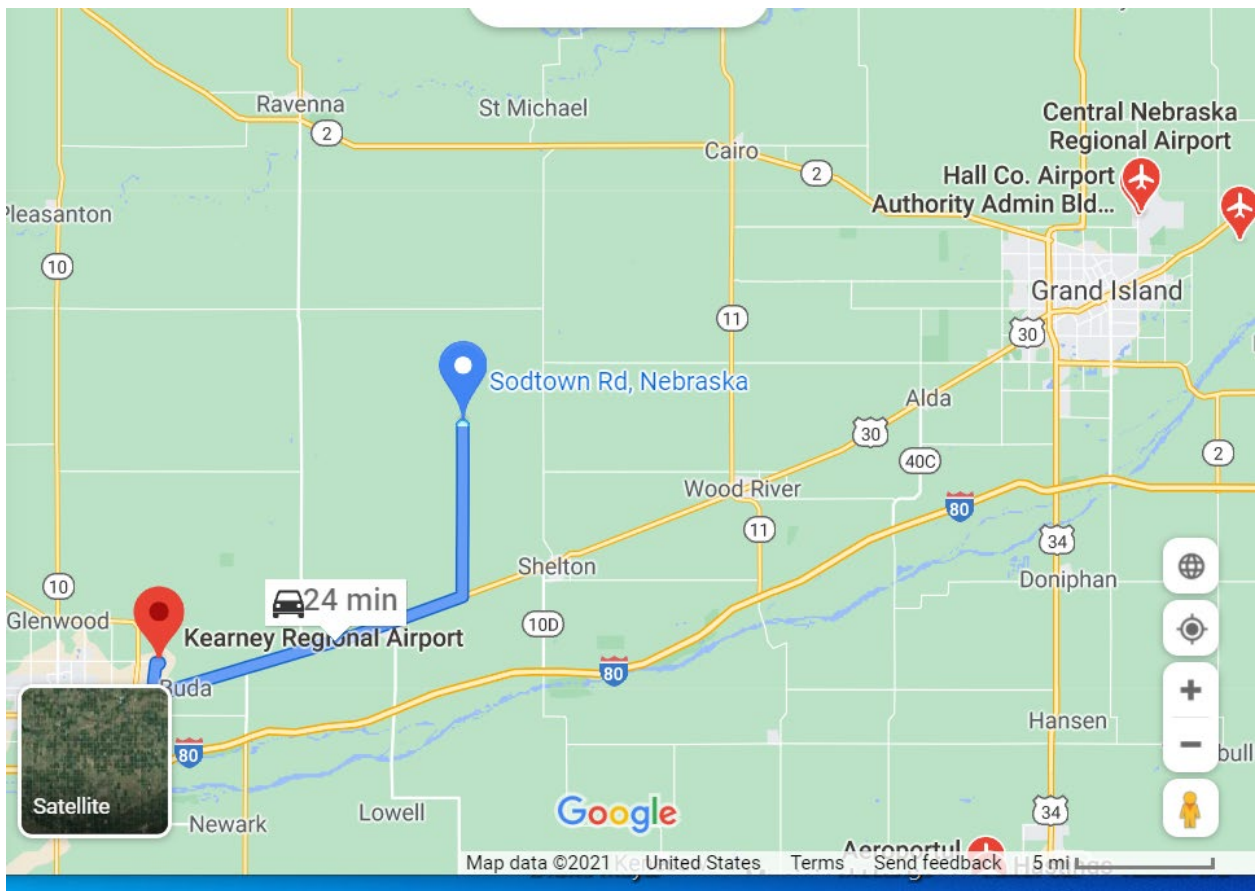 Ravenna
St Michael
2
Cairo
2
Central Nebraska
Regional Airport
Hall Co. Airport
Authority Admin Bld...
Pleasanton
10
11
Grand Island
30
Sodtown Rd, Nebraska
Alda
30
40C
2
Wood River
80
11
34
Shelton
Doniphan
10
Glenwood
24 min
Kearney Regional Airport
10D
80
Buda
Hansen
80
Satellite
Newark
Lowell
Google
34
Aeroportul
Map data ©2021
United States
Terms
Send feedback
5 mi